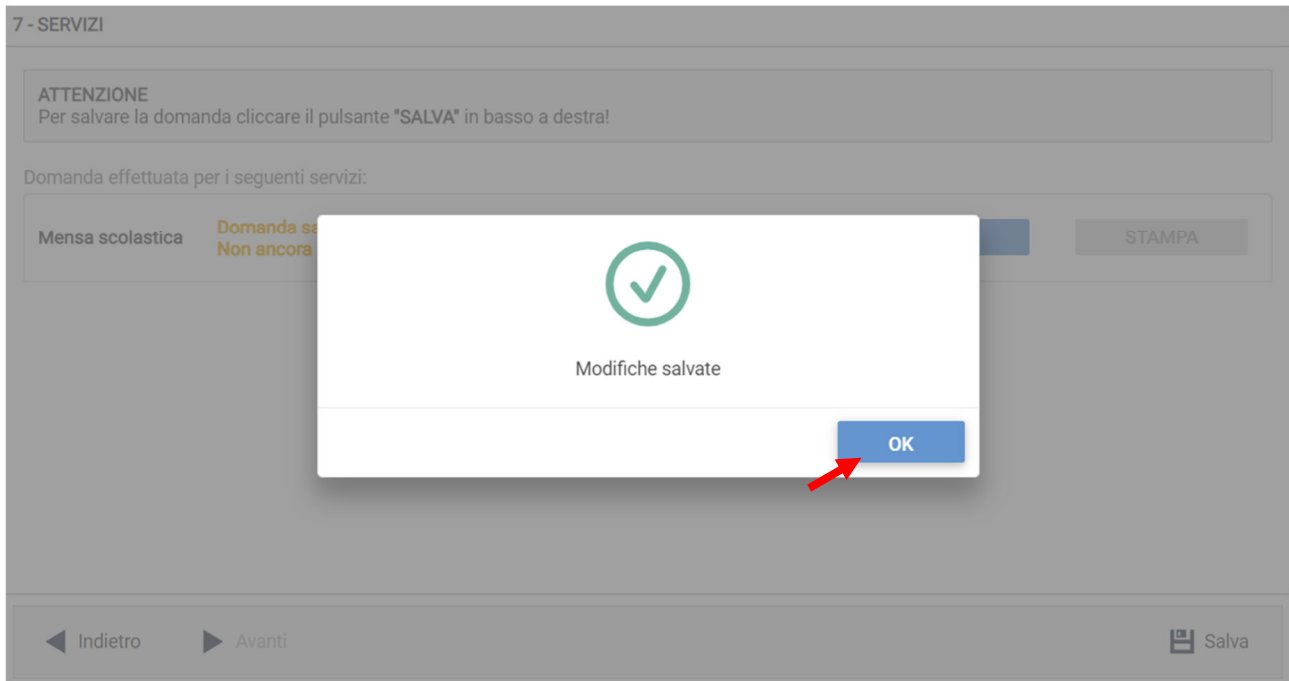 7 - SERVIZI
ATTENZIONE
Per salvare la domanda cliccare il pulsante "SALVA" in basso a destra!
Domanda effettuata per i seguenti servizi:
Mensa scolastica
Domanda sa
Non ancora
STAMPA
Modifiche salvate
OK
Indietro
Avanti
Salva